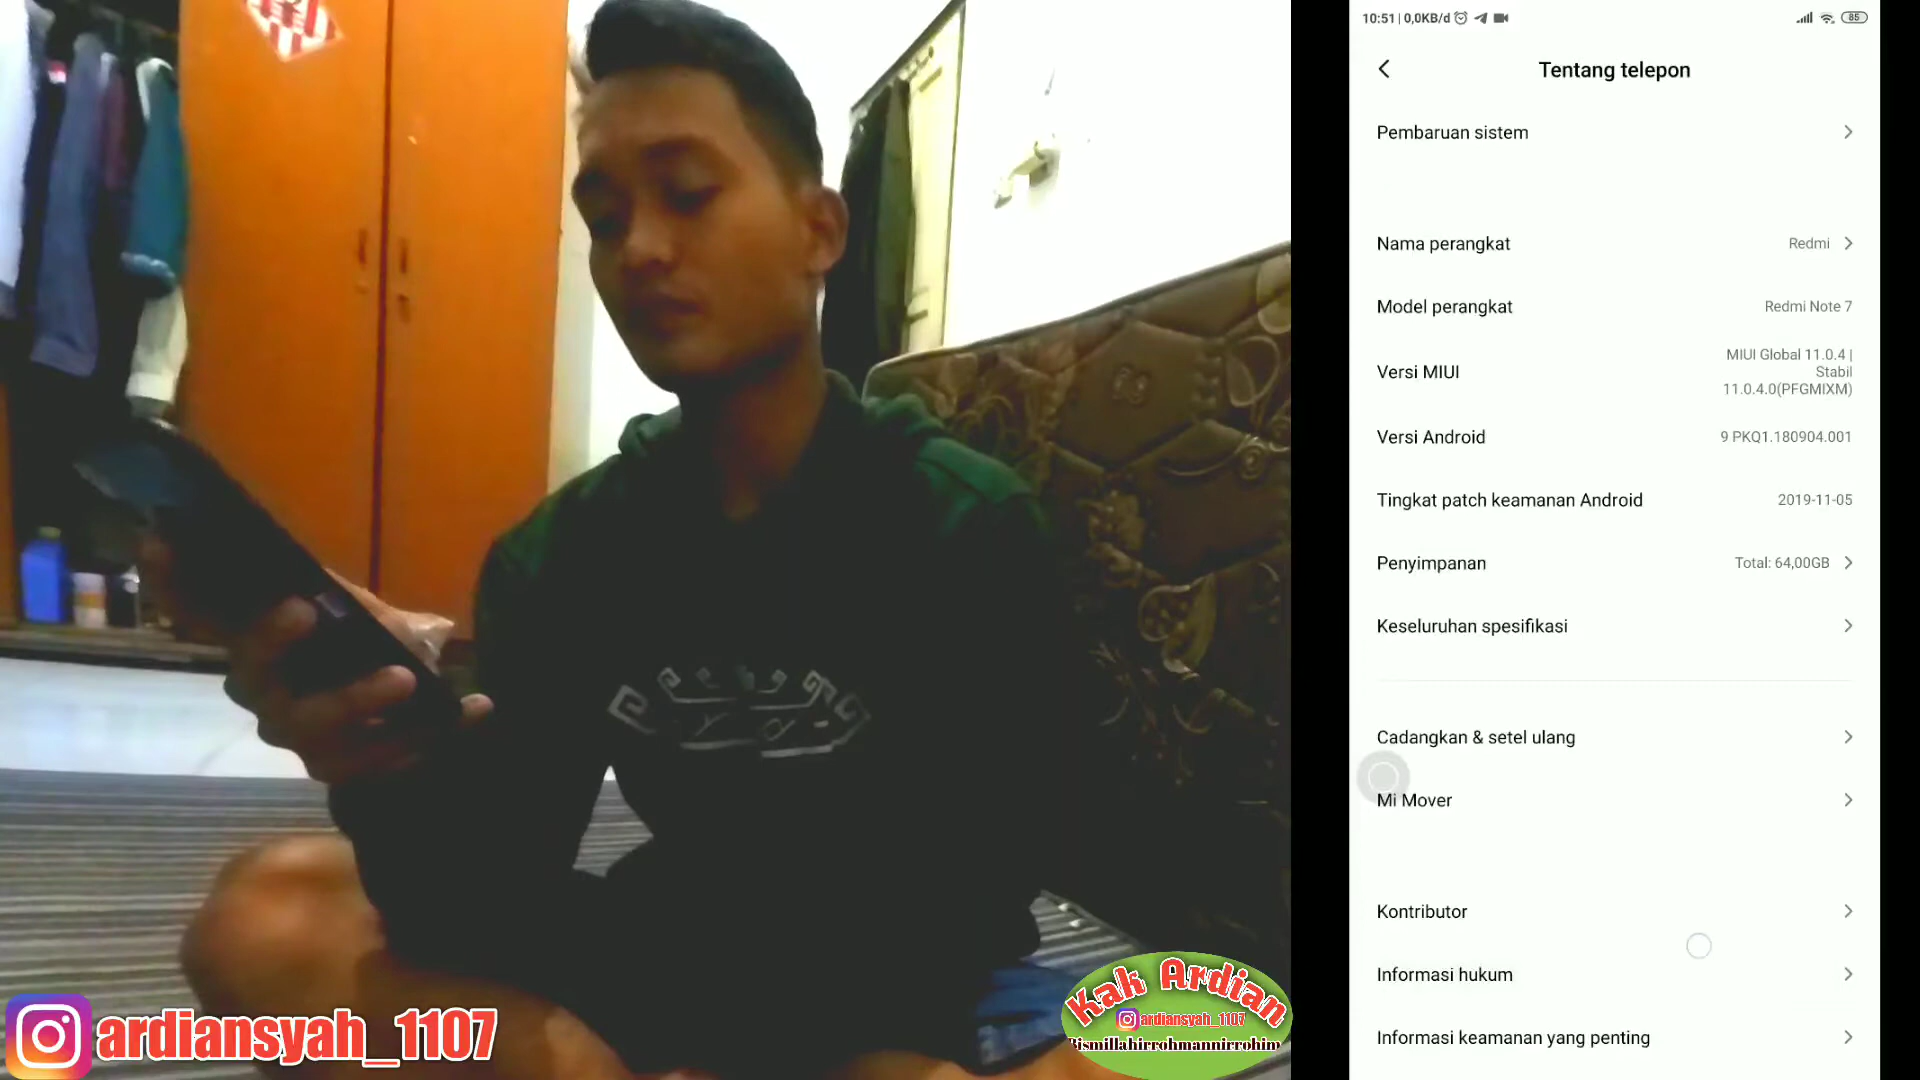 10:51 | 0,0KB/d
85
Tentang telepon
Pembaruan sistem
Nama perangkat
Redmi
Model perangkat
Redmi Note 7
Versi MIUI
MIUI Global 11.0.4 |
Stabil
11.0.4.0(PFGMIXM)
Versi Android
9 PKQ1.180904.001
Tingkat patch keamanan Android
2019-11-05
Penyimpanan
Total: 64,00GB
Keseluruhan spesifikasi
Cadangkan & setel ulang
Mi Mover
Kontributor
Informasi hukum
Informasi keamanan yang penting
ardiansyah_1107
Kak Ardian
ardiansyah_1107
Bismillahirrohmannirrohim